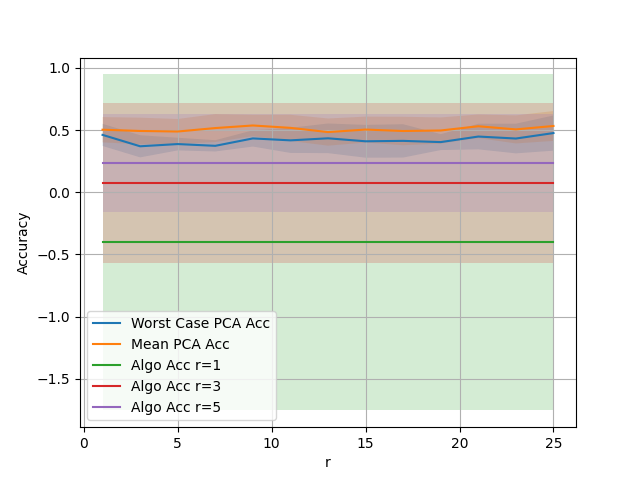 1.0
0.5
0.0
−0.5
−1.0
−1.5
Accuracy
Worst Case PCA Acc
Mean PCA Acc
Algo Acc r=1
Algo Acc r=3
Algo Acc r=5
0 5 10 15 20 25
r